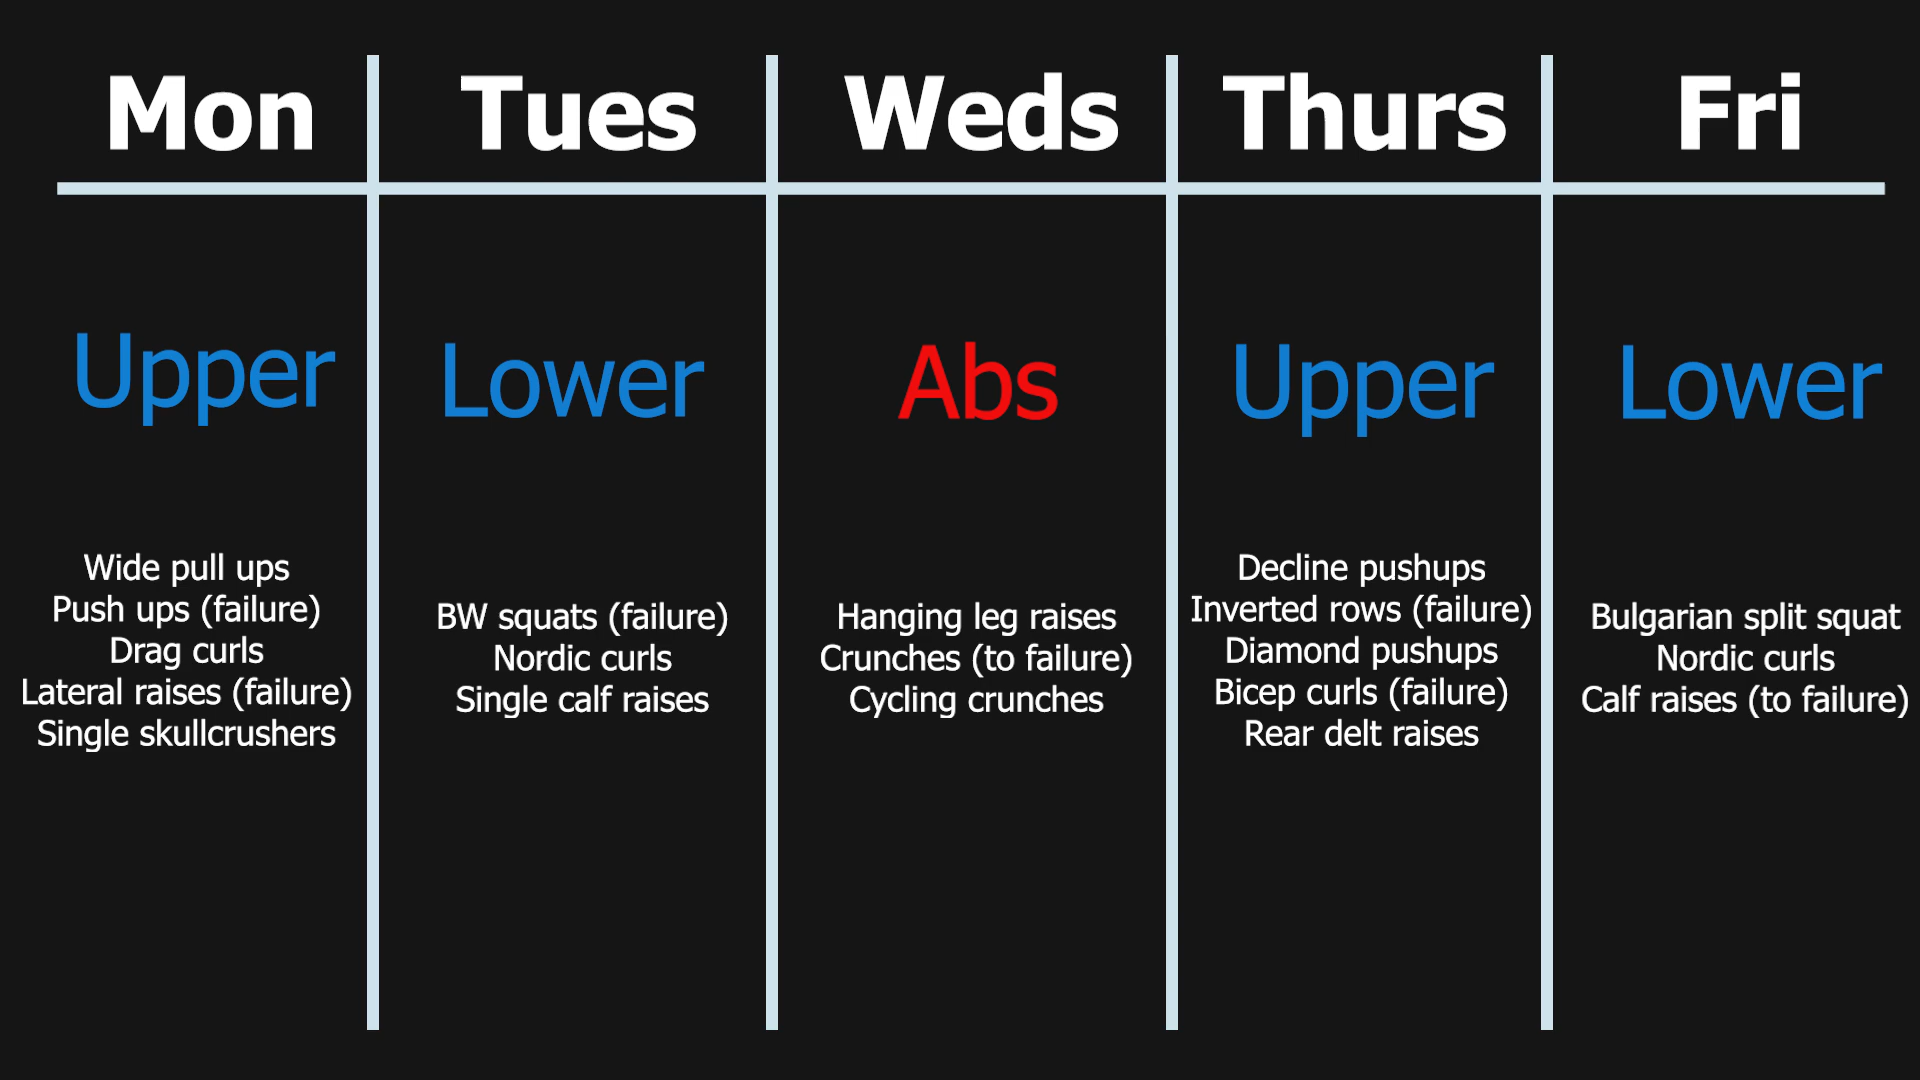 Mon
Tues
Weds
Thurs
Fri
Upper
Lower
Abs
Upper
Lower
Wide pull ups
Push ups (failure)
Drag curls
Lateral raises (failure)
Single skullcrushers
BW squats (failure)
Nordic curls
Single calf raises
Hanging leg raises
Crunches (to failure)
Cycling crunches
Decline pushups
Inverted rows (failure)
Diamond pushups
Bicep curls (failure)
Rear delt raises
Bulgarian split squat
Nordic curls
Calf raises (to failure)